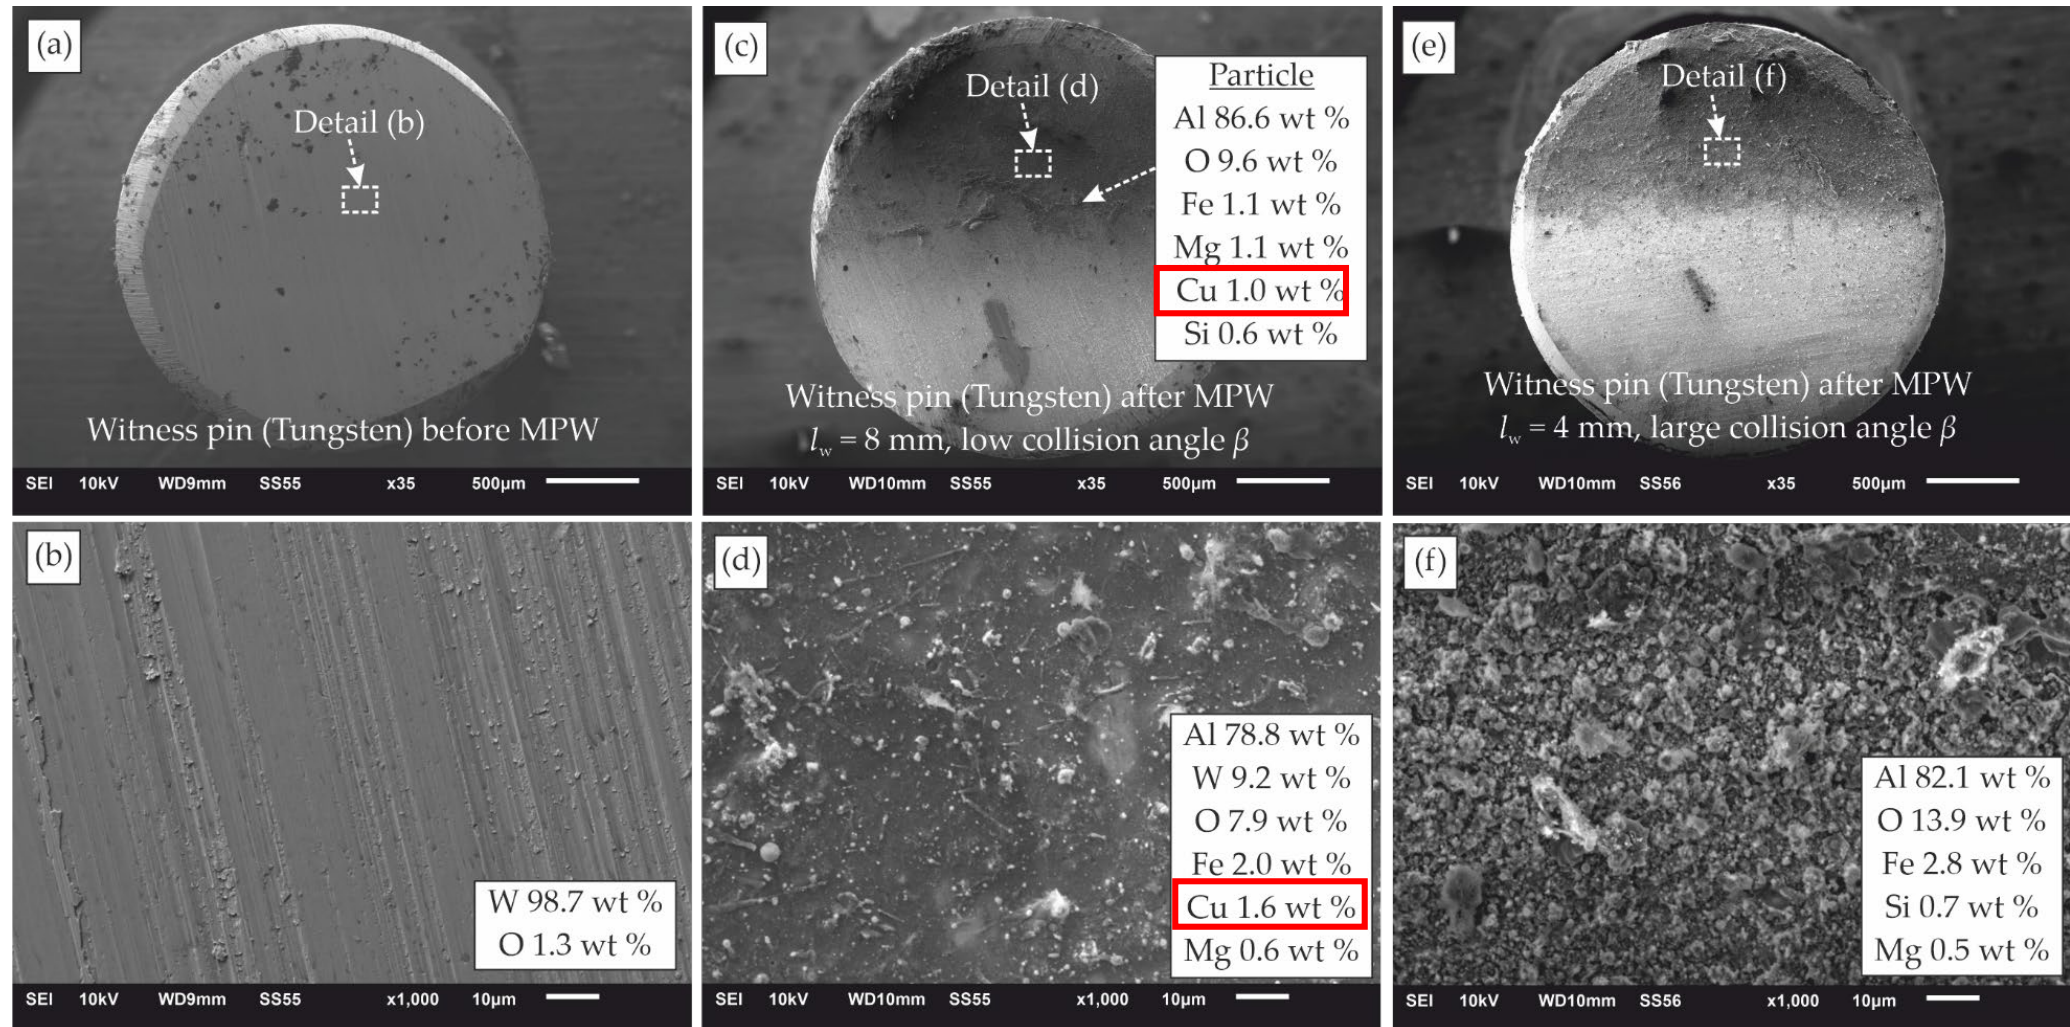 (a)
Detail (b)
Witness pin (Tungsten) before MPW
SEI 10kV WD9mm SS55 x35 500µm
(c)
Detail (d)
Particle
Al 86.6 wt %
O 9.6 wt %
Fe 1.1 wt %
Mg 1.1 wt %
Cu 1.0 wt %
Si 0.6 wt %
Witness pin (Tungsten) after MPW
lw = 8 mm, low collision angle β
SEI 10kV WD10mm SS55 x35 500µm
(e)
Detail (f)
Witness pin (Tungsten) after MPW
lw = 4 mm, large collision angle β
SEI 10kV WD10mm SS56 x35 500µm
(b)
W 98.7 wt %
O 1.3 wt %
SEI 10kV WD9mm SS55 x1,000 10µm
(d)
Al 78.8 wt %
W 9.2 wt %
O 7.9 wt %
Fe 2.0 wt %
Cu 1.6 wt %
Mg 0.6 wt %
SEI 10kV WD10mm SS55 x1,000 10µm
(f)
Al 82.1 wt %
O 13.9 wt %
Fe 2.8 wt %
Si 0.7 wt %
Mg 0.5 wt %
SEI 10kV WD10mm SS56 x1,000 10µm